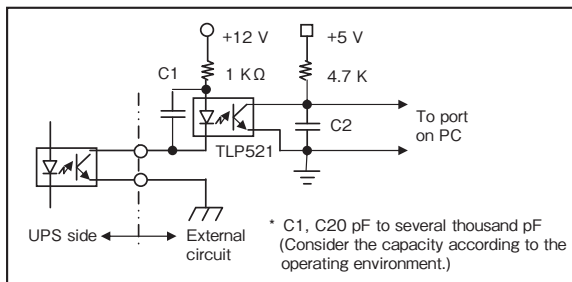 +12 V
+5 V
C1
1 KΩ
4.7 K
To port
on PC
C2
TLP521
UPS side
External
circuit
* C1, C20 pF to several thousand pF
(Consider the capacity according to the
operating environment.)